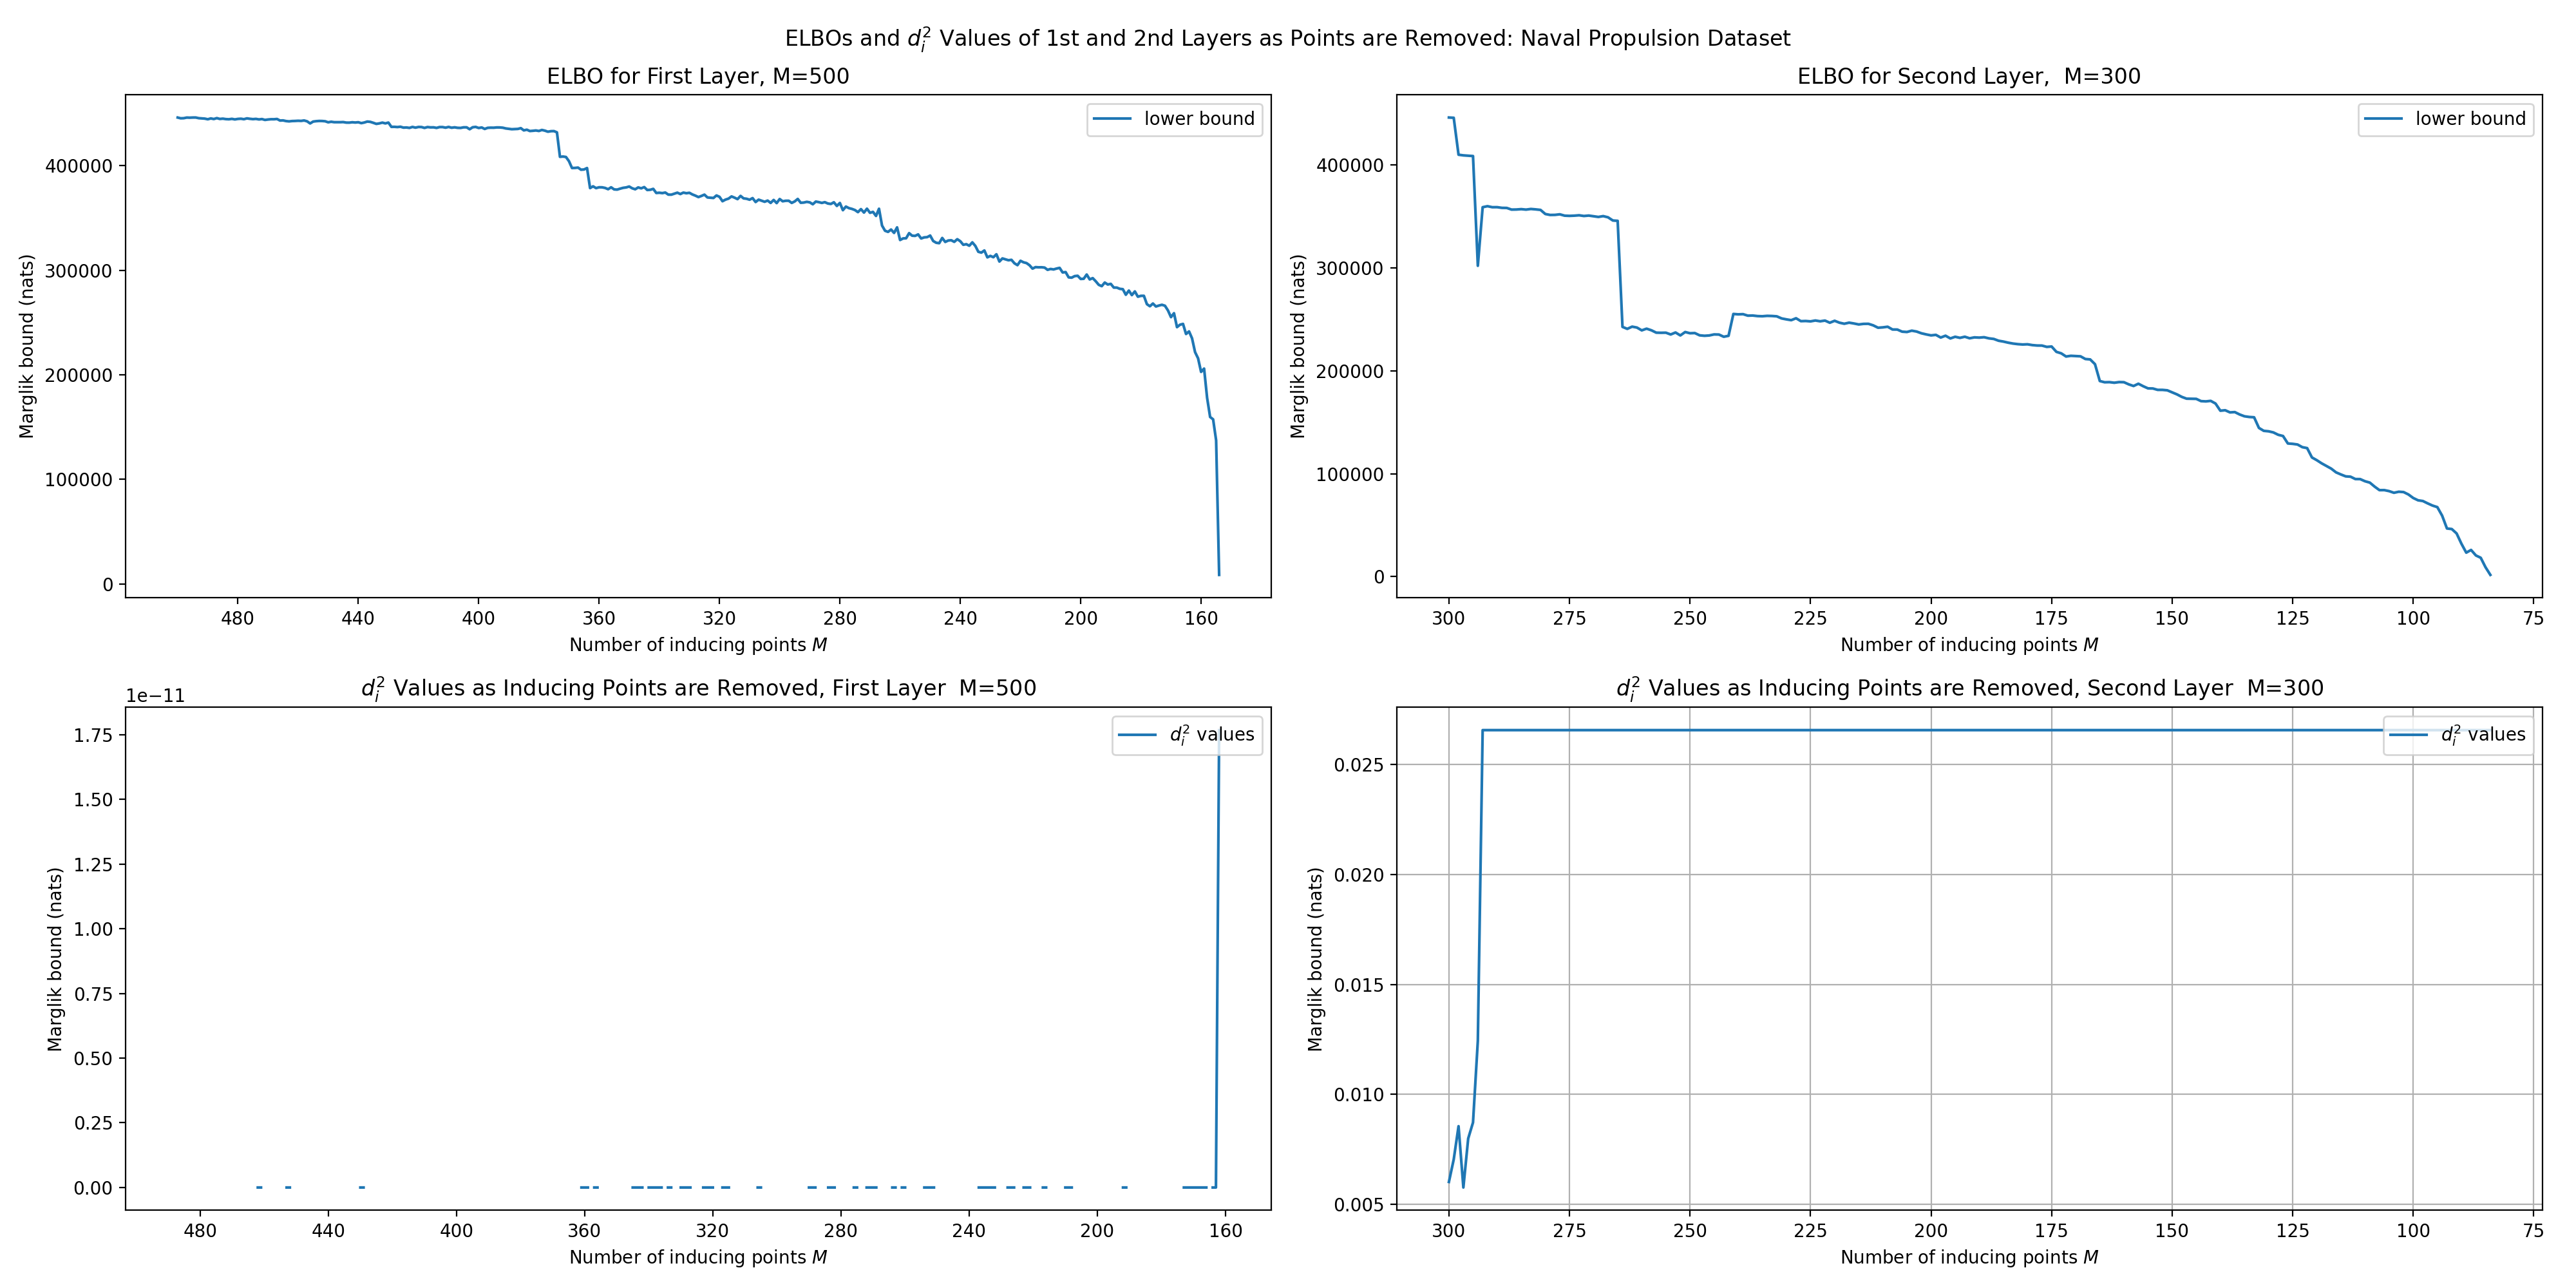 ELBOs and $d_i^2$ Values of 1st and 2nd Layers as Points are Removed: Naval Propulsion Dataset
ELBO for First Layer, M=500
lower bound
Marglik bound (nats)
400000
300000
200000
100000
0
480 440 400 360 320 280 240 200 160
Number of inducing points M
ELBO for Second Layer, M=300
lower bound
Marglik bound (nats)
400000
300000
200000
100000
0
300 275 250 225 200 175 150 125 100 75
Number of inducing points M
$d_i^2$ Values as Inducing Points are Removed, First Layer M=500
1e−11
$d_i^2$ values
Marglik bound (nats)
1.75
1.50
1.25
1.00
0.75
0.50
0.25
0.00
480 440 400 360 320 280 240 200 160
Number of inducing points M
$d_i^2$ Values as Inducing Points are Removed, Second Layer M=300
$d_i^2$ values
Marglik bound (nats)
0.025
0.020
0.015
0.010
0.005
300 275 250 225 200 175 150 125 100 75
Number of inducing points M